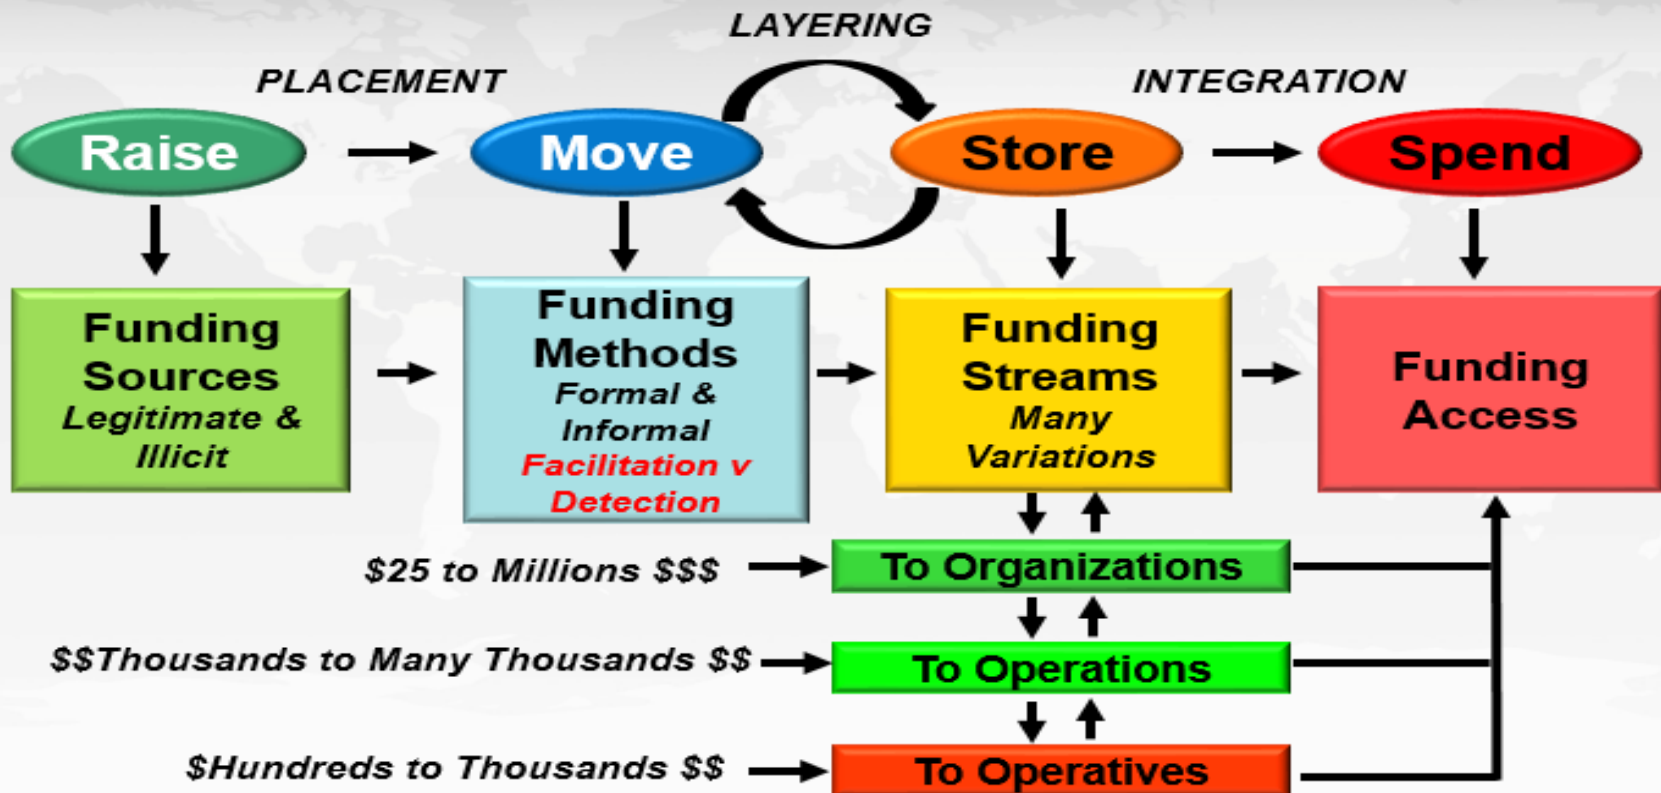 LAYERING
PLACEMENT
INTEGRATION
Raise
Move
Store
Spend
Funding
Sources
Legitimate &
Illicit
Funding
Methods
Formal &
Informal
Facilitation v
Detection
Funding
Streams
Many
Variations
Funding
Access
$25 to Millions $$$
To Organizations
$$Thousands to Many Thousands $$
To Operations
$Hundreds to Thousands $$
To Operatives